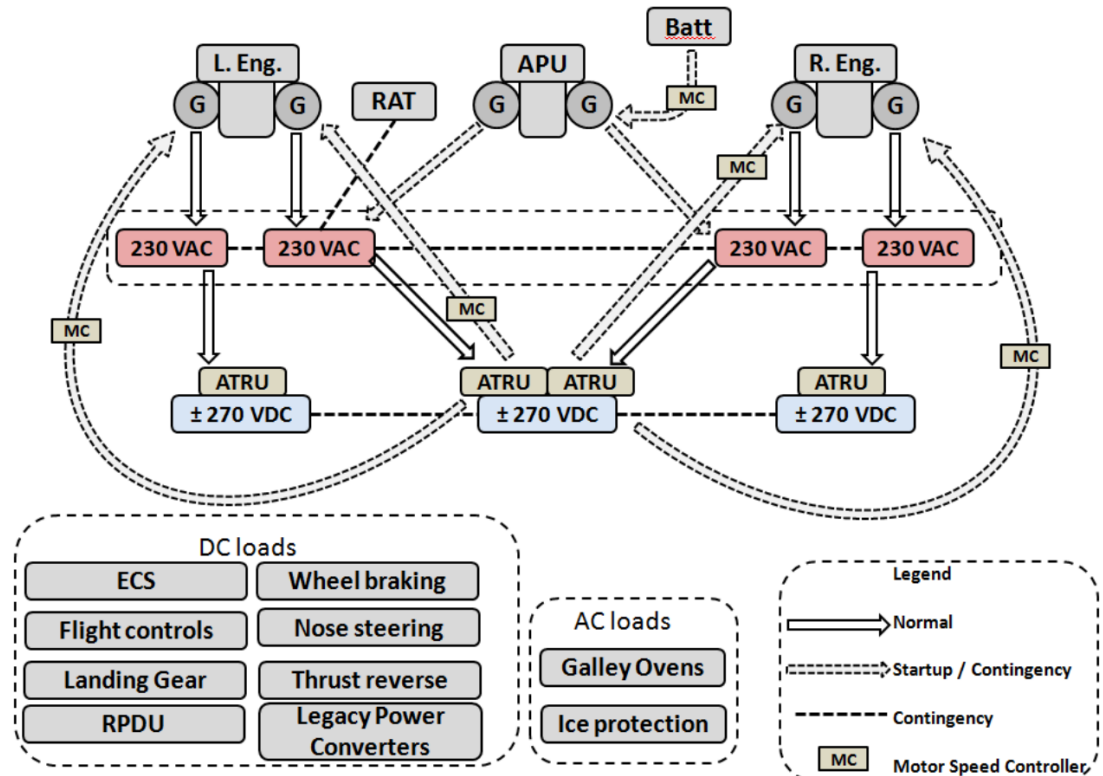 Batt
L. Eng.
APU
R. Eng.
G
G
RAT
G
G
MC
G
G
MC
230 VAC
230 VAC
230 VAC
230 VAC
MC
MC
MC
ATRU
ATRU
ATRU
ATRU
± 270 VDC
± 270 VDC
± 270 VDC
DC loads
ECS
Wheel braking
Flight controls
Nose steering
Landing Gear
Thrust reverse
RPDU
Legacy Power
Converters
AC loads
Galley Ovens
Ice protection
Legend
Normal
Startup / Contingency
Contingency
MC
Motor Speed Controller